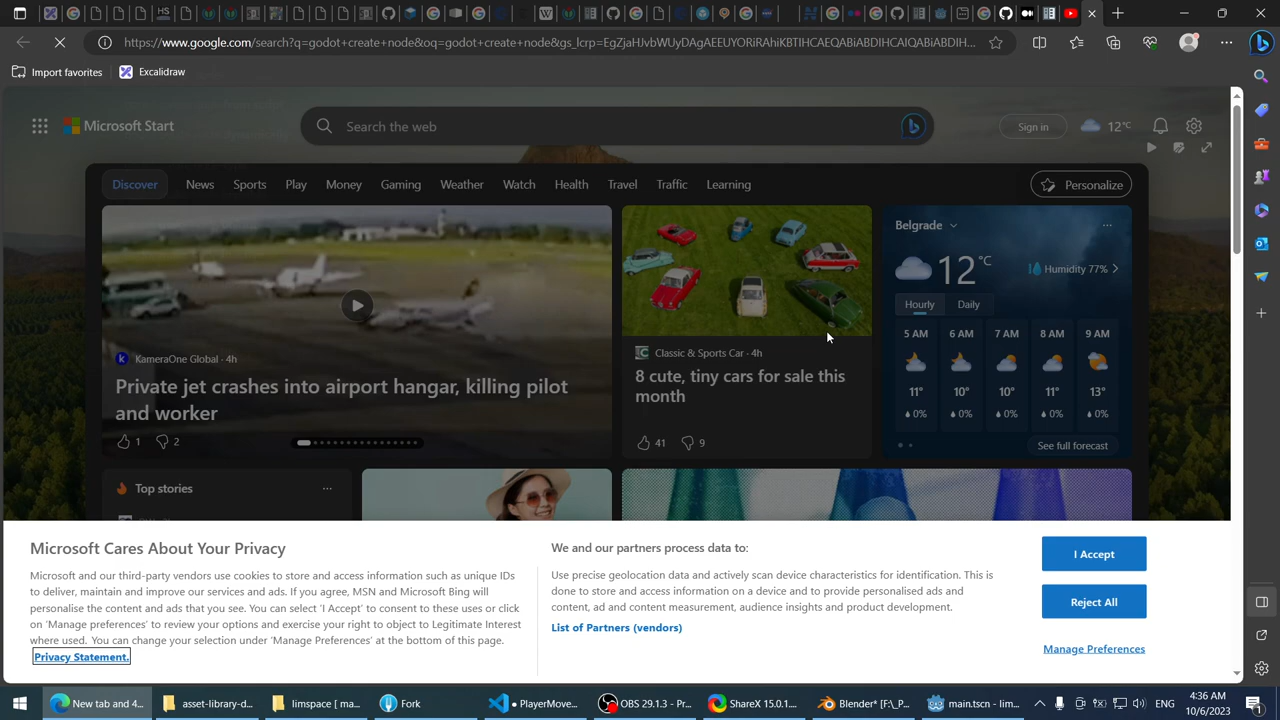 https://www.google.com/search?q=godot+create+node&oq=godot+create+node&gs_lcrp=EgZjaHJvbWUyDAgAEEUYORiRAhiKBTIHCAEQABiABDIHCAIQABiABDIH...
Import favorites
Excalidraw
Microsoft Start
Search the web
Sign in
12°C
Discover
News
Sports
Play
Money
Gaming
Weather
Watch
Health
Travel
Traffic
Learning
Personalize
KameraOne Global · 4h
Private jet crashes into airport hangar, killing pilot
and worker
1
2
Classic & Sports Car · 4h
8 cute, tiny cars for sale this
month
41
9
Belgrade
12°C
Humidity 77%
Hourly
Daily
5 AM 6 AM 7 AM 8 AM 9 AM
11° 10° 10° 11° 13°
0% 0% 0% 0% 0%
See full forecast
Top stories
Microsoft Cares About Your Privacy
Microsoft and our third-party vendors use cookies to store and access information such as unique IDs
to deliver, maintain and improve our services and ads. If you agree, MSN and Microsoft Bing will
personalise the content and ads that you see. You can select 'I Accept' to consent to these uses or click
on 'Manage preferences' to review your options and exercise your right to object to Legitimate Interest
where used. You can change your selection under 'Manage Preferences' at the bottom of this page.
Privacy Statement.
We and our partners process data to:
Use precise geolocation data and actively scan device characteristics for identification. This is
done to store and access information on a device and to provide personalised ads and
content, ad and content measurement, audience insights and product development.
List of Partners (vendors)
I Accept
Reject All
Manage Preferences
New tab and 4...
asset-library-d...
limspace [ ma...
Fork
● PlayerMove...
OBS 29.1.3 - Pr...
ShareX 15.0.1...
Blender* [F:\_P...
main.tscn - lim...
ENG
4:36 AM
10/6/2023
1